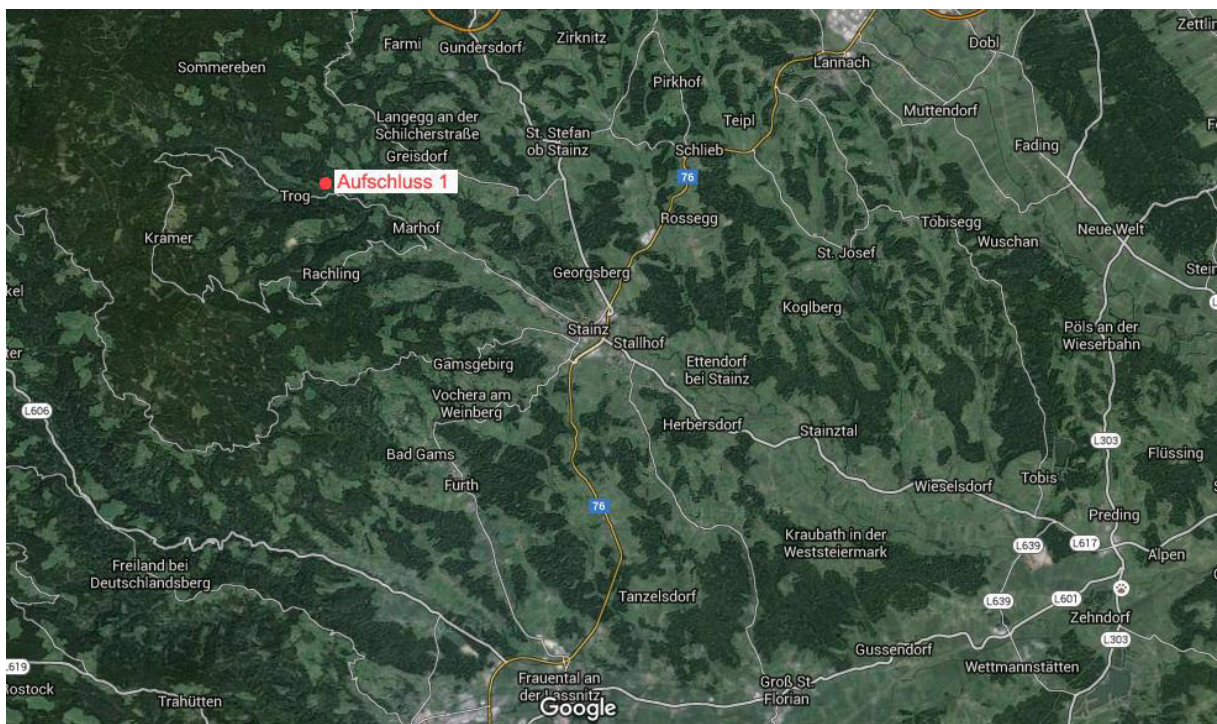 Zettling
Farmi
Gundersdorf
Zirknitz
Dobl
Sommereben
Lannach
Pirkhof
Muttendorf
Langegg an der
Schilcherstraße
Teipl
St. Stefan
ob Stainz
Greisdorf
Schlieb
Fading
76
Aufschluss 1
Trog
Rossegg
Marhof
Tobisegg
Kramer
Wuschan
Neue Welt
St. Josef
Rachling
Georgsberg
Koglberg
Stainz
Stallhof
Pöls an der
Wieserbahn
Gamsgebirg
Ettendorf
bei Stainz
Vochera am
Weinberg
L606
Herbersdorf
Stainztal
L303
Bad Gams
Flüssing
Furth
Wieselsdorf
Tobis
76
Preding
Kraubath in der
Weststeiermark
L639
L617
Alpen
Freiland bei
Deutschlandsberg
Tanzelsdorf
L639
L601
Zehndorf
L303
Gussendorf
Wettmannstätten
L619
Frauental an
der Lassnitz
Groß St.
Florian
Rostock
Trahütten
Google